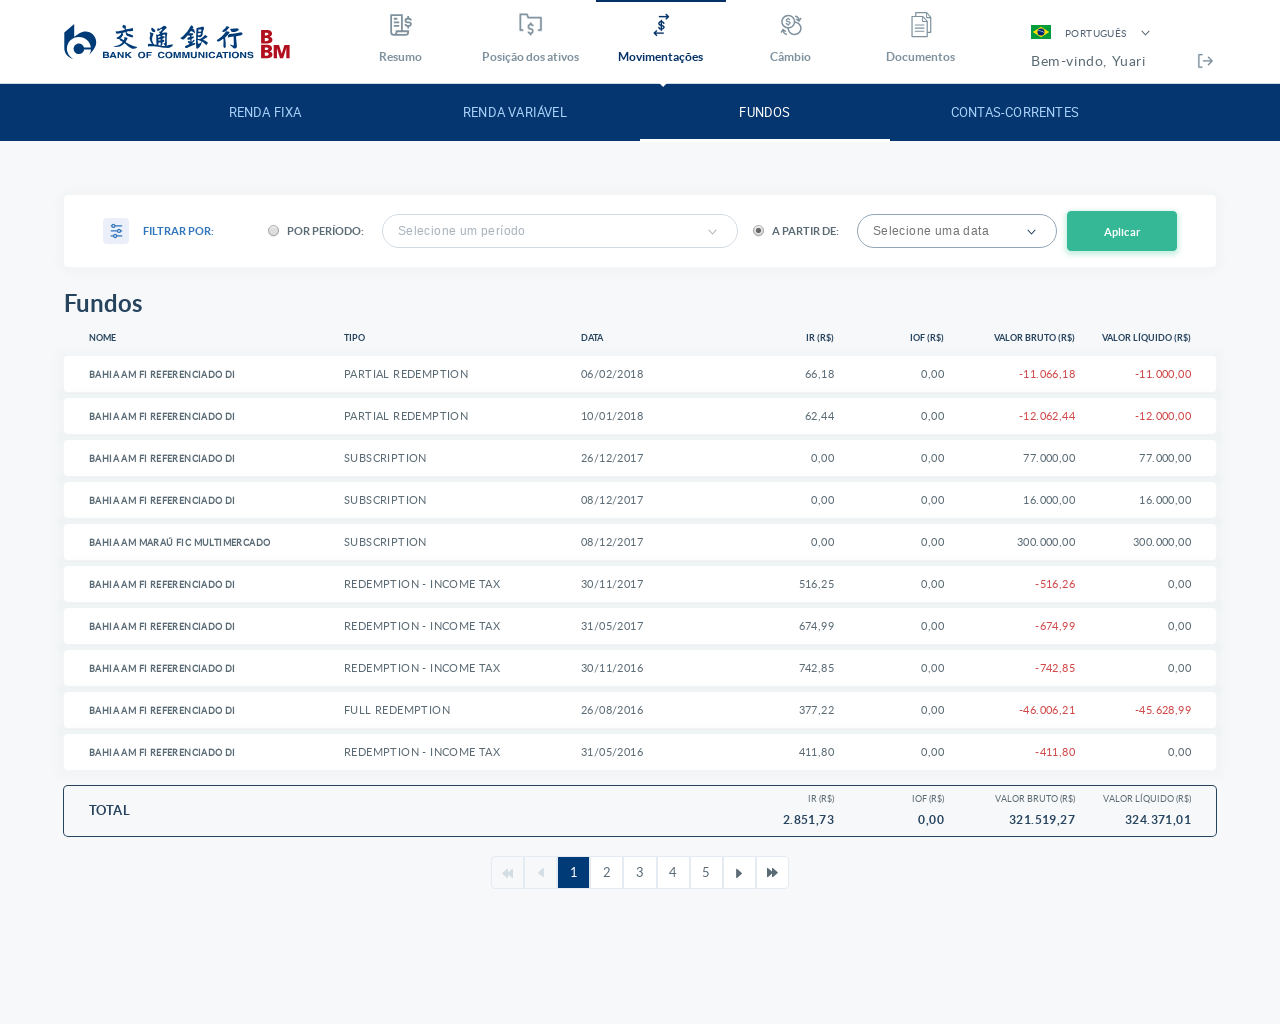 交通銀行 BBM
BANK OF COMMUNICATIONS
Resumo
Posição dos ativos
Movimentações
Câmbio
Documentos
PORTUGUÊS
Bem-vindo, Yuari
RENDA FIXA
RENDA VARIÁVEL
FUNDOS
CONTAS-CORRENTES
FILTRAR POR:
POR PERÍODO:
Selecione um período
A PARTIR DE:
Selecione uma data
Aplicar
Fundos
NOME TIPO DATA IR (R$) IOF (R$) VALOR BRUTO (R$) VALOR LÍQUIDO (R$)
BAHIA AM FI REFERENCIADO DI PARTIAL REDEMPTION 06/02/2018 66,18 0,00 -11.066,18 -11.000,00
BAHIA AM FI REFERENCIADO DI PARTIAL REDEMPTION 10/01/2018 62,44 0,00 -12.062,44 -12.000,00
BAHIA AM FI REFERENCIADO DI SUBSCRIPTION 26/12/2017 0,00 0,00 77.000,00 77.000,00
BAHIA AM FI REFERENCIADO DI SUBSCRIPTION 08/12/2017 0,00 0,00 16.000,00 16.000,00
BAHIA AM MARAÚ FIC MULTIMERCADO SUBSCRIPTION 08/12/2017 0,00 0,00 300.000,00 300.000,00
BAHIA AM FI REFERENCIADO DI REDEMPTION - INCOME TAX 30/11/2017 516,25 0,00 -516,26 0,00
BAHIA AM FI REFERENCIADO DI REDEMPTION - INCOME TAX 31/05/2017 674,99 0,00 -674,99 0,00
BAHIA AM FI REFERENCIADO DI REDEMPTION - INCOME TAX 30/11/2016 742,85 0,00 -742,85 0,00
BAHIA AM FI REFERENCIADO DI FULL REDEMPTION 26/08/2016 377,22 0,00 -46.006,21 -45.628,99
BAHIA AM FI REFERENCIADO DI REDEMPTION - INCOME TAX 31/05/2016 411,80 0,00 -411,80 0,00
IR (R$) IOF (R$) VALOR BRUTO (R$) VALOR LÍQUIDO (R$)
TOTAL 2.851,73 0,00 321.519,27 324.371,01
1 2 3 4 5